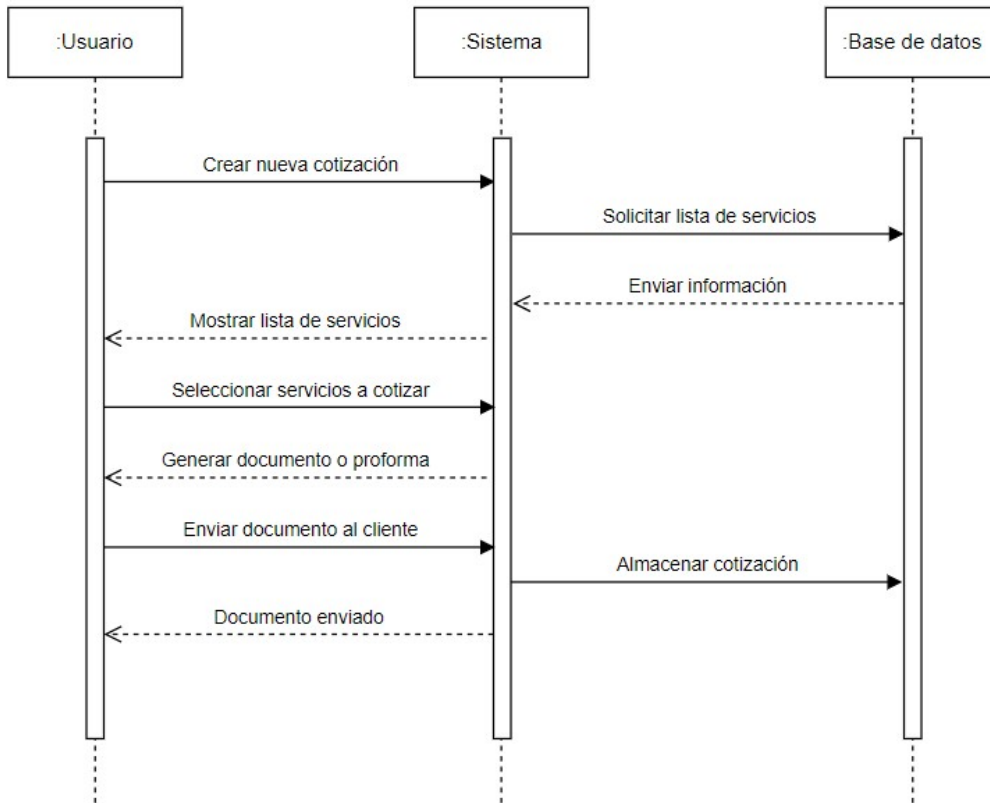 :Usuario
:Sistema
:Base de datos
Crear nueva cotización
Solicitar lista de servicios
Enviar información
Mostrar lista de servicios
Seleccionar servicios a cotizar
Generar documento o proforma
Enviar documento al cliente
Almacenar cotización
Documento enviado